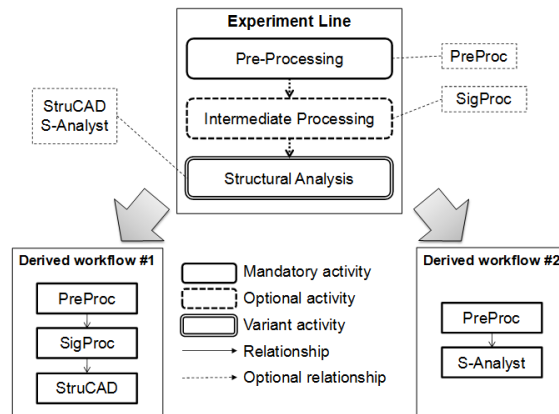 Experiment Line
Pre-Processing
PreProc
Intermediate Processing
SigProc
StruCAD
S-Analyst
Structural Analysis
Derived workflow #1
PreProc
SigProc
StruCAD
Mandatory activity
Optional activity
Variant activity
Relationship
Optional relationship
Derived workflow #2
PreProc
S-Analyst